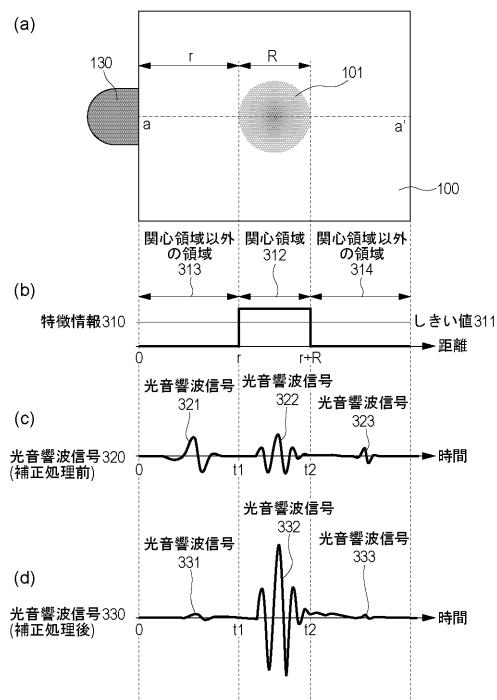 (a)
r
R
130
101
a
a'
100
関心領域以外
の領域
313
関心領域
312
関心領域以外
の領域
314
(b)
特徴情報310
しきい値311
0
r
r+R
距離
光音響波信号
321
光音響波信号
322
光音響波信号
323
(c)
光音響波信号320
(補正処理前)
0
t1
t2
時間
光音響波信号
331
光音響波信号
332
光音響波信号
333
(d)
光音響波信号330
(補正処理後)
0
t1
t2
時間